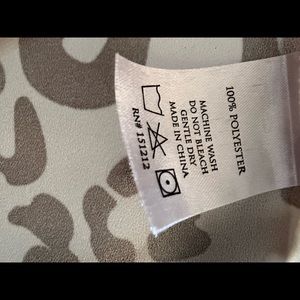 100% POLYESTER
MACHINE WASH
DO NOT BLEACH
GENTLE DRY
MADE IN CHINA
RN# 151212